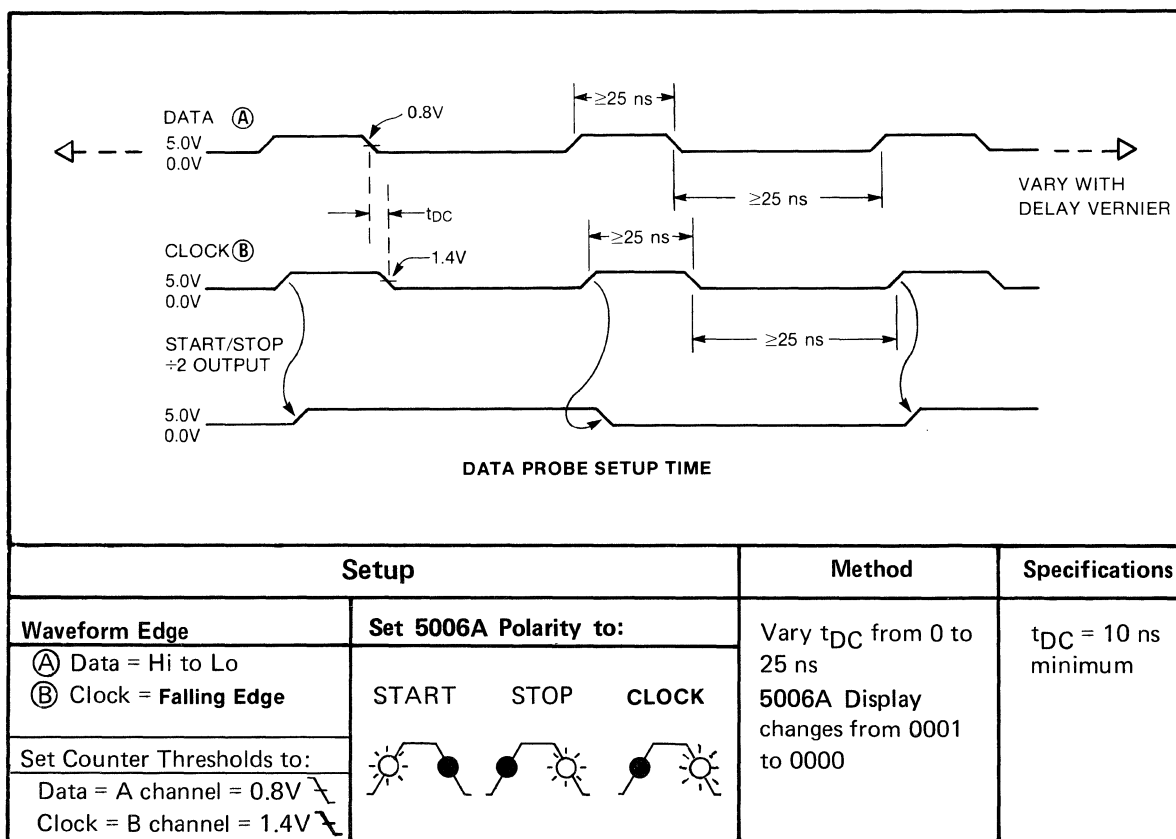 DATA Ⓐ
5.0V
0.0V
0.8V
≥25 ns
≥25 ns
VARY WITH
DELAY VERNIER
tDC
CLOCK Ⓑ
5.0V
0.0V
1.4V
≥25 ns
≥25 ns
START/STOP
÷2 OUTPUT
5.0V
0.0V
DATA PROBE SETUP TIME
Setup
Method
Specifications
Waveform Edge
Ⓐ Data = Hi to Lo
Ⓑ Clock = Falling Edge
Set Counter Thresholds to:
Data = A channel = 0.8V
Clock = B channel = 1.4V
Set 5006A Polarity to:
START STOP CLOCK
Vary tDC from 0 to
25 ns
5006A Display
changes from 0001
to 0000
tDC = 10 ns
minimum